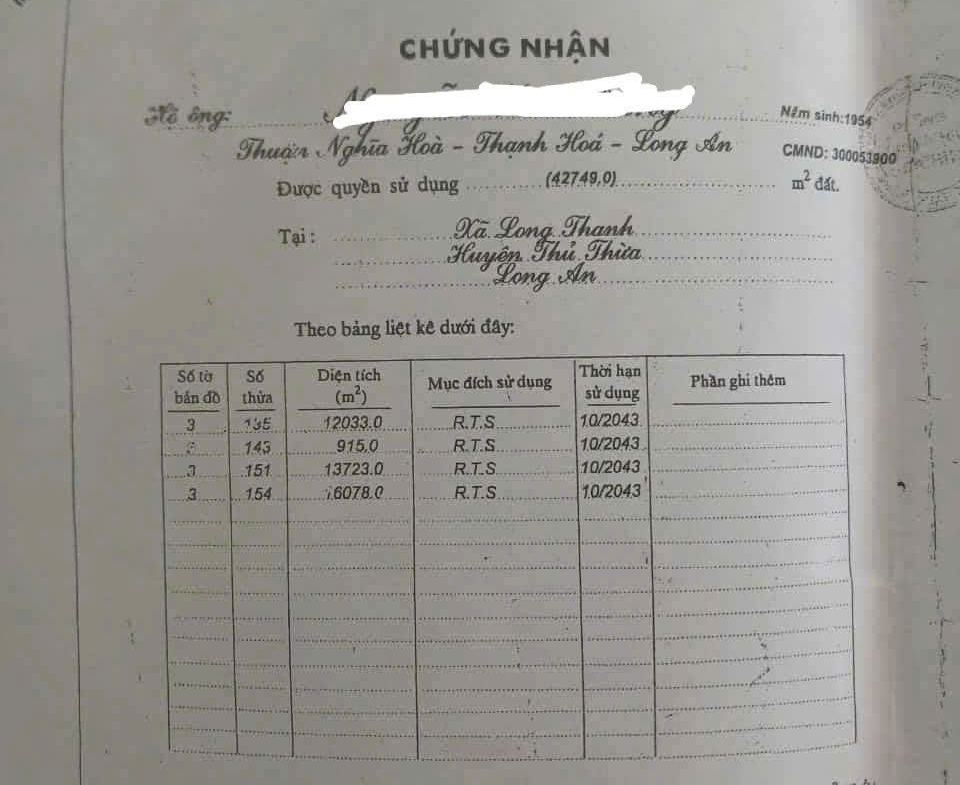 CHỨNG NHẬN
Hộ ông: Năm sinh:1954
Thuận Nghĩa Hoà - Thạnh Hoá - Long An CMND: 300053900
Được quyền sử dụng (42749,0) m² đất.
Tại: Xã Long Thạnh
Huyện Thủ Thừa
Long An
Theo bảng liệt kê dưới đây:
Số tờ bản đồ Số thửa Diện tích (m²) Mục đích sử dụng Thời hạn sử dụng Phần ghi thêm
3 135 12033.0 R.T.S 10/2043
143 915.0 R.T.S 10/2043
3 151 13723.0 R.T.S 10/2043
3 154 16078.0 R.T.S 10/2043